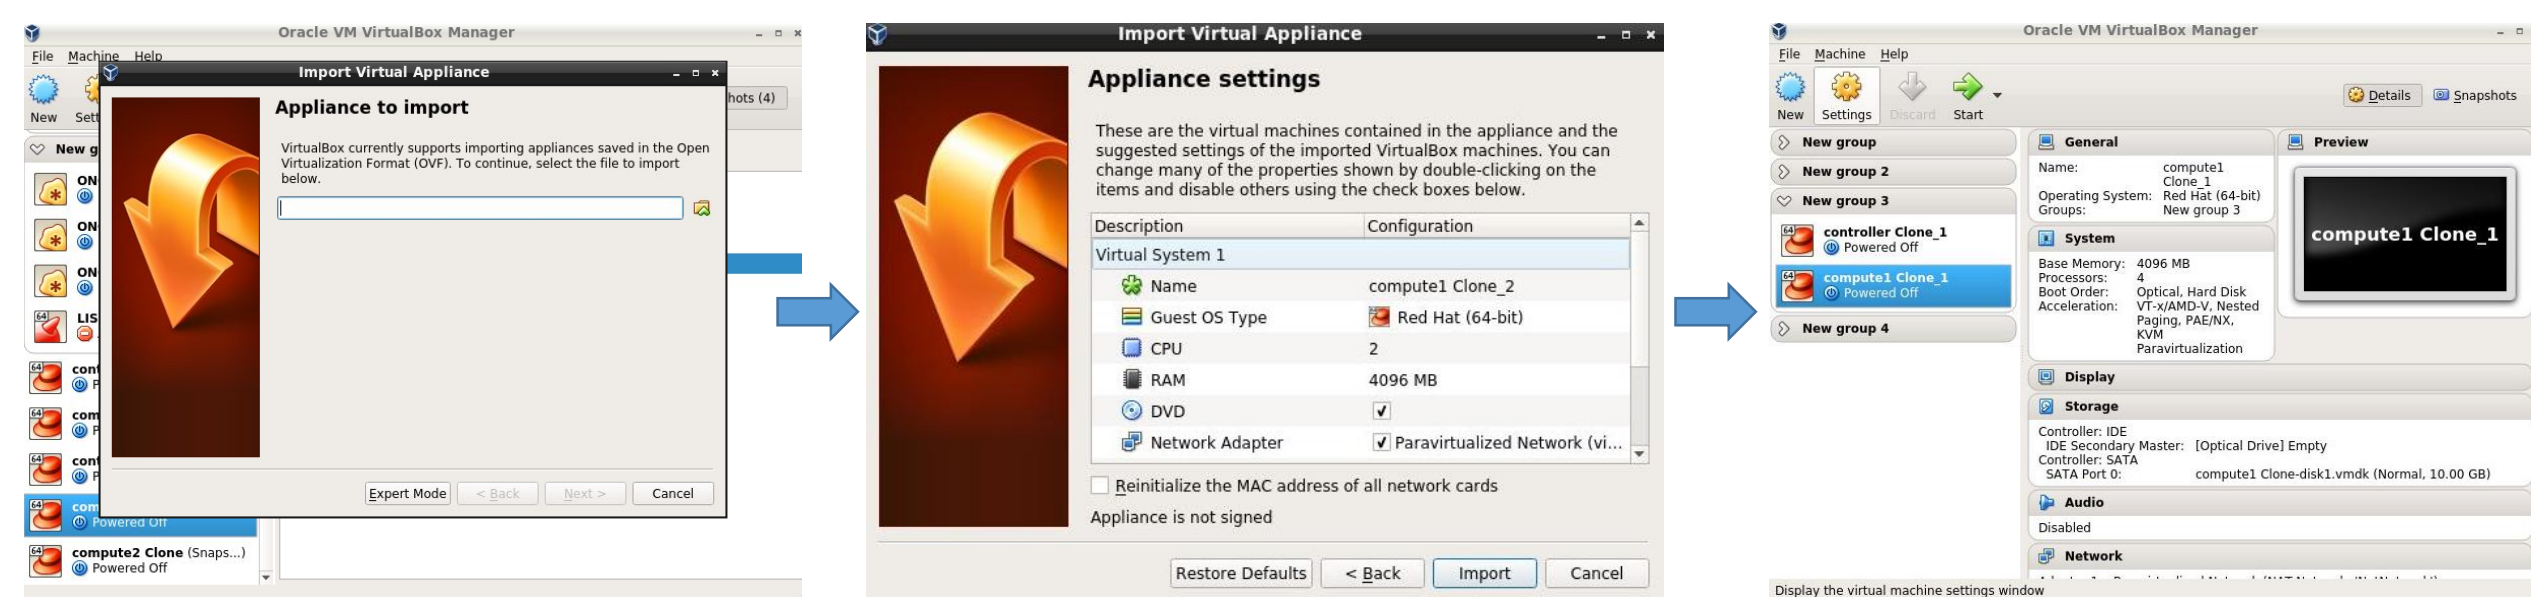 Oracle VM VirtualBox Manager
File Machine Help
New
New g
ON
ON
ON
LIS
compute2 Clone (Snaps...)
Powered Off
Powered Off
hots (4)
Import Virtual Appliance
Appliance to import
VirtualBox currently supports importing appliances saved in the Open
Virtualization Format (OVF). To continue, select the file to import
below.
Expert Mode
< Back
Next >
Cancel
Import Virtual Appliance
Appliance settings
These are the virtual machines contained in the appliance and the
suggested settings of the imported VirtualBox machines. You can
change many of the properties shown by double-clicking on the
items and disable others using the check boxes below.
Description Configuration
Virtual System 1
Name compute1 Clone_2
Guest OS Type Red Hat (64-bit)
CPU 2
RAM 4096 MB
DVD
Network Adapter Paravirtualized Network (vi...
Reinitialize the MAC address of all network cards
Appliance is not signed
Restore Defaults
< Back
Import
Cancel
Oracle VM VirtualBox Manager
File Machine Help
New Settings Discard Start
Details Snapshots
New group
New group 2
New group 3
controller Clone_1
Powered Off
compute1 Clone_1
Powered Off
New group 4
General
Name: compute1
Clone_1
Operating System: Red Hat (64-bit)
Groups: New group 3
Preview
compute1 Clone_1
System
Base Memory: 4096 MB
Processors: 4
Boot Order: Optical, Hard Disk
Acceleration: VT-x/AMD-V, Nested
Paging, PAE/NX,
KVM
Paravirtualization
Display
Storage
Controller: IDE
IDE Secondary Master: [Optical Drive] Empty
Controller: SATA
SATA Port 0: compute1 Clone-disk1.vmdk (Normal, 10.00 GB)
Audio
Disabled
Network
Display the virtual machine settings window